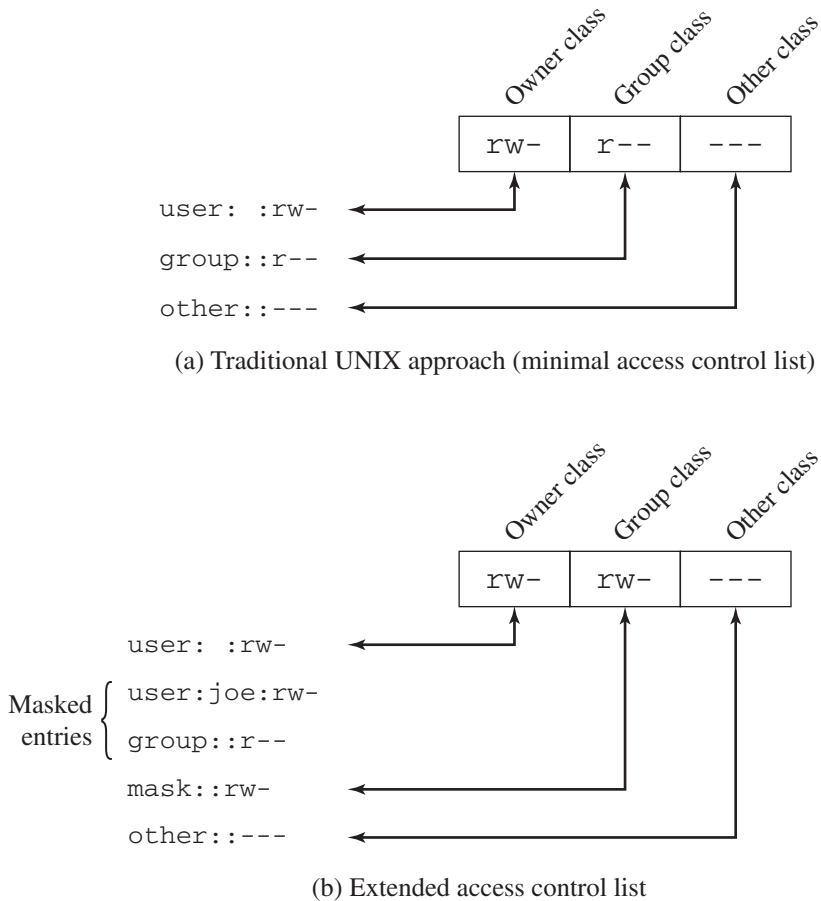 Owner class
Group class
Other class
rw- r-- ---
user: :rw-
group::r--
other::---
(a) Traditional UNIX approach (minimal access control list)
Owner class
Group class
Other class
rw- rw- ---
user: :rw-
Masked
entries
user:joe:rw-
group::r--
mask::rw-
other::---
(b) Extended access control list